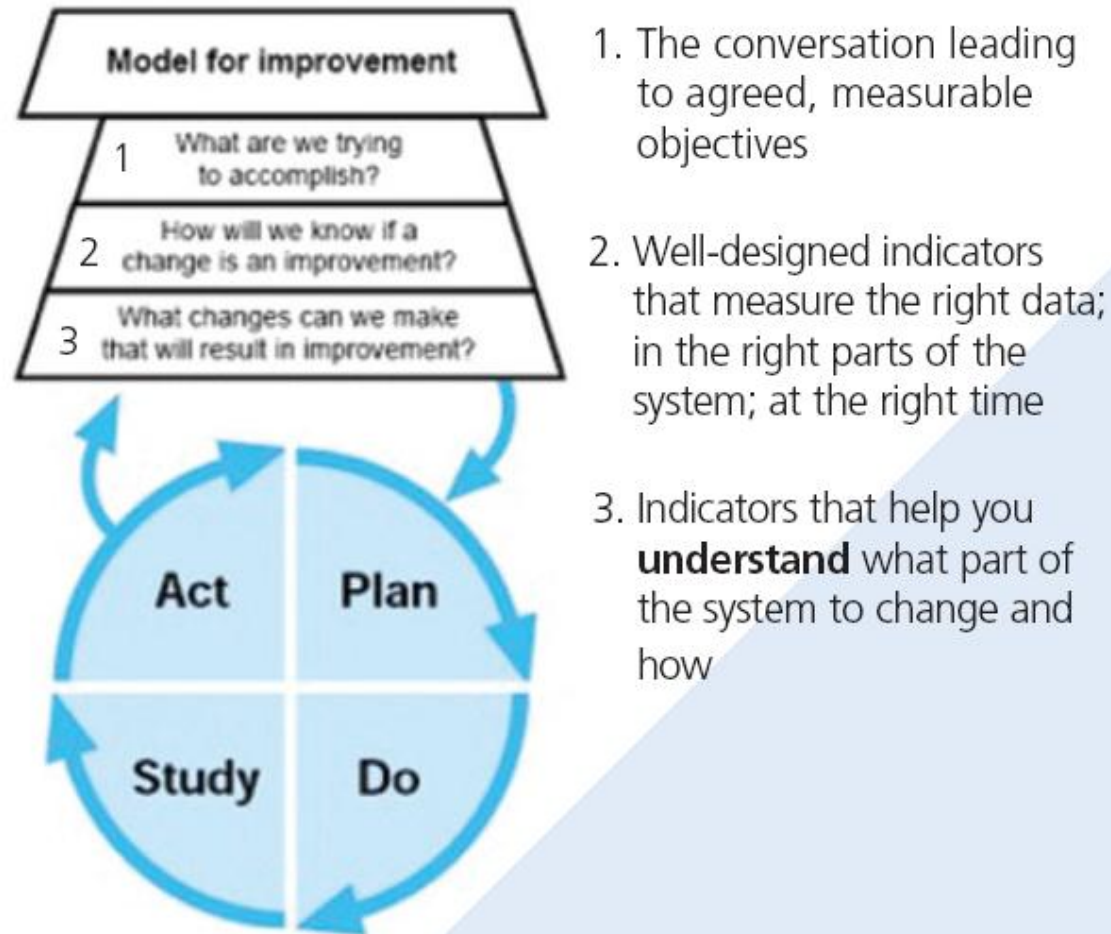 Model for improvement
1 What are we trying
to accomplish?
2 How will we know if a
change is an improvement?
3 What changes can we make
that will result in improvement?
Act
Plan
Study
Do
1. The conversation leading
to agreed, measurable
objectives
2. Well-designed indicators
that measure the right data;
in the right parts of the
system; at the right time
3. Indicators that help you
understand what part of
the system to change and
how